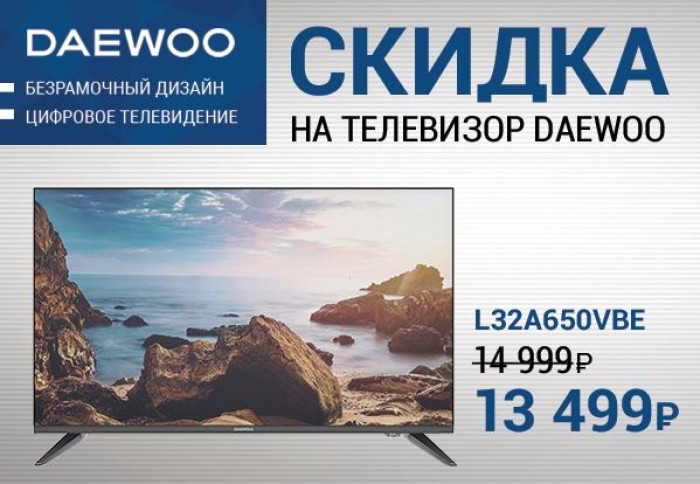 DAEWOO
БЕЗРАМОЧНЫЙ ДИЗАЙН
ЦИФРОВОЕ ТЕЛЕВИДЕНИЕ
СКИДКА
НА ТЕЛЕВИЗОР DAEWOO
L32A650VBE
14 999₽
13 499₽